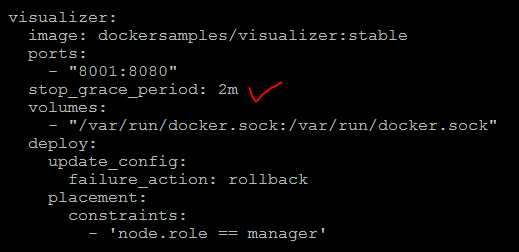 visualizer:
  image: dockersamples/visualizer:stable
  ports:
    - "8001:8080"
  stop_grace_period: 2m
  volumes:
    - "/var/run/docker.sock:/var/run/docker.sock"
  deploy:
    update_config:
      failure_action: rollback
    placement:
      constraints:
        - 'node.role == manager'